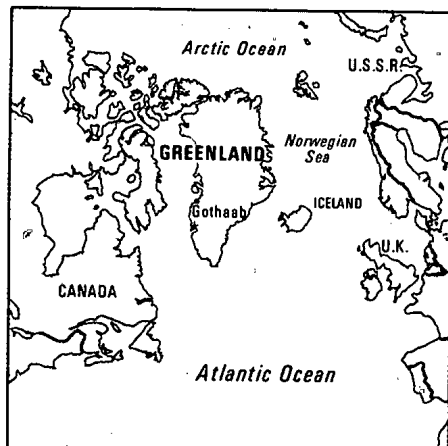 Arctic Ocean
U.S.S.R.
Norwegian
Sea
GREENLAND
Gothaab
ICELAND
U.K.
CANADA
Atlantic Ocean